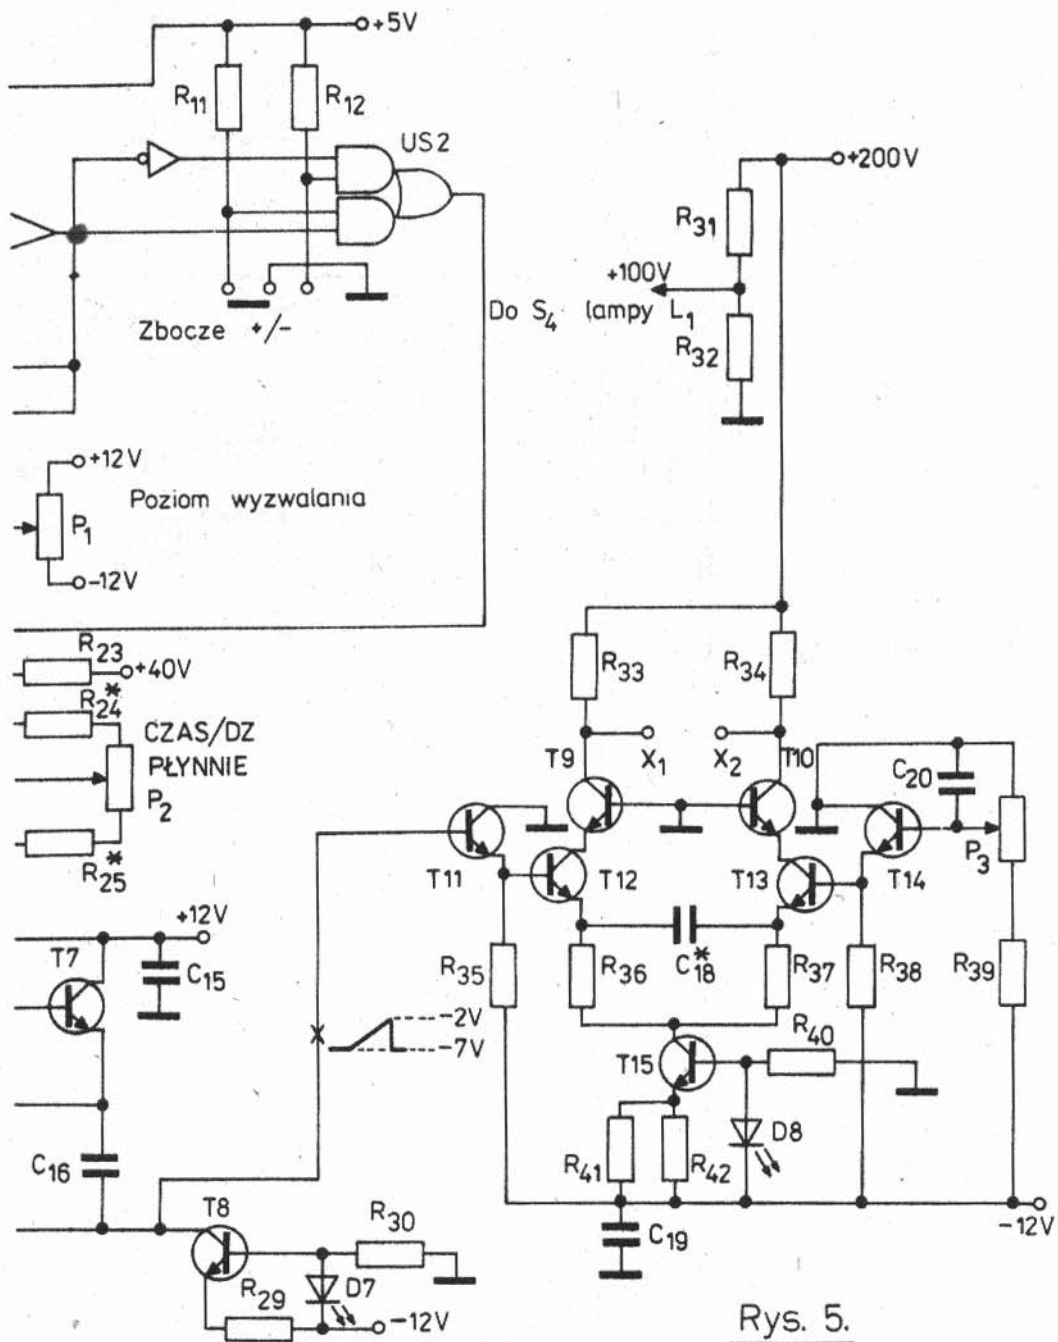 +5V
R11
R12
US2
+200V
R31
+100V
Do S4 lampy L1
Zbocze +/-
R32
+12V
Poziom wyzwalania
P1
-12V
R23
+40V
R24*
CZAS/DZ
PŁYNNIE
P2
R25*
R33
R34
T9
X1
X2
T10
C20
P3
T11
T12
T13
T14
+12V
T7
C15
R35
R36
C18*
R37
R38
R39
-2V
-7V
T15
R40
C16
R41
R42
D8
-12V
T8
R30
C19
R29
D7
-12V
Rys. 5.